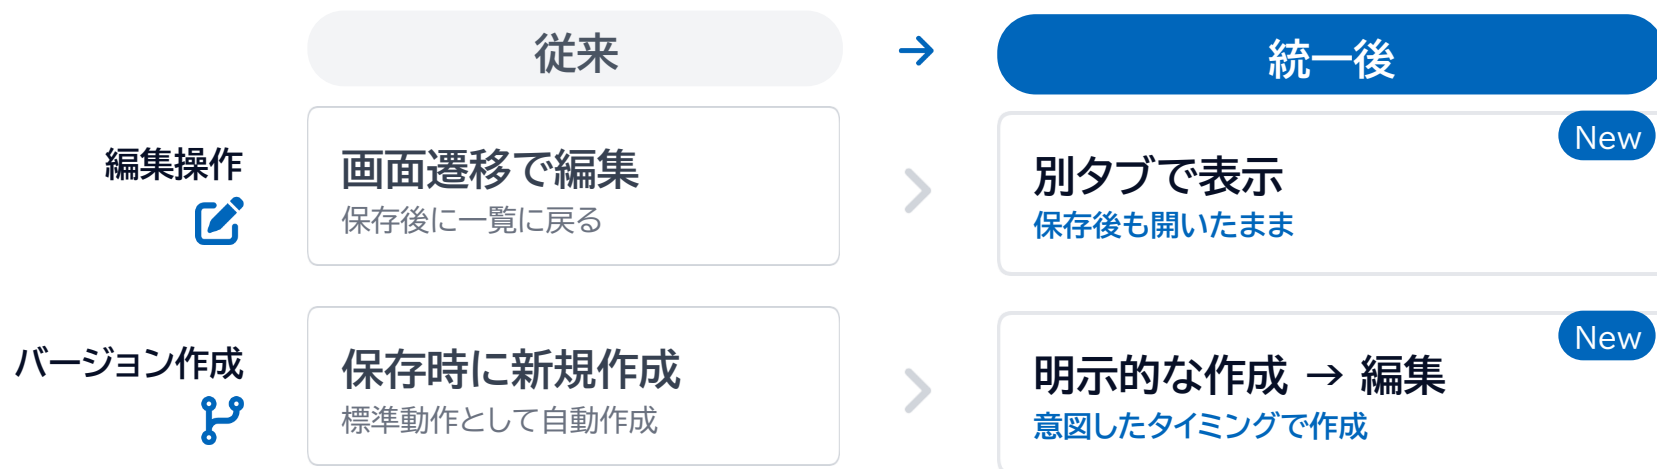 従来
→
統一後
編集操作
画面遷移で編集
保存後に一覧に戻る
New
別タブで表示
保存後も開いたまま
バージョン作成
保存時に新規作成
標準動作として自動作成
New
明示的な作成 → 編集
意図したタイミングで作成